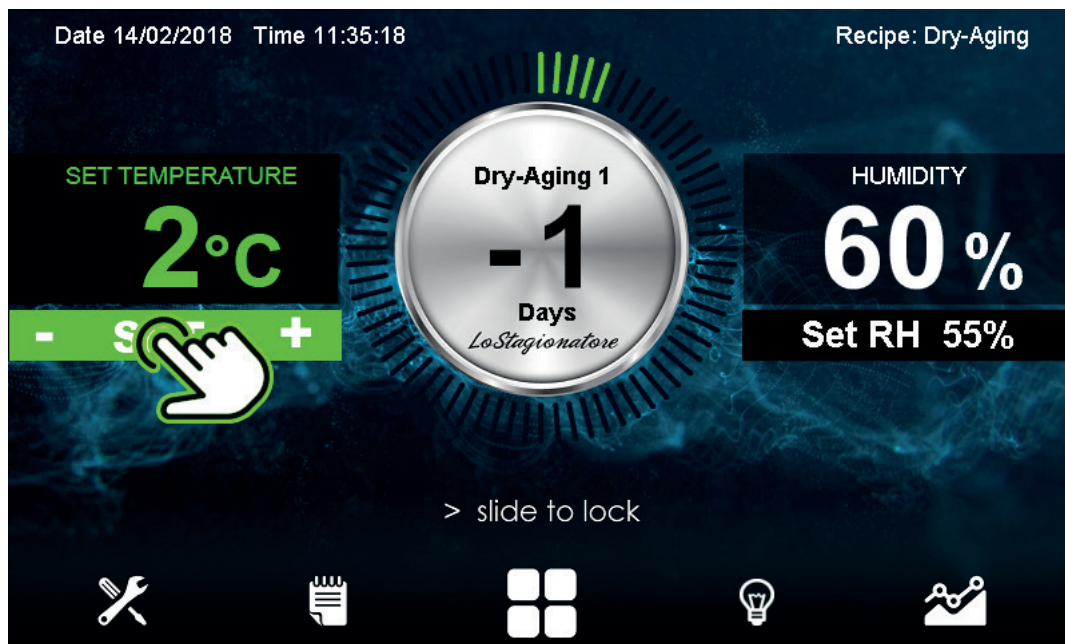 Date 14/02/2018 Time 11:35:18
Recipe: Dry-Aging
SET TEMPERATURE
2°C
- +
Dry-Aging 1
- 1
Days
LoStagionatore
HUMIDITY
60 %
Set RH 55%
> slide to lock